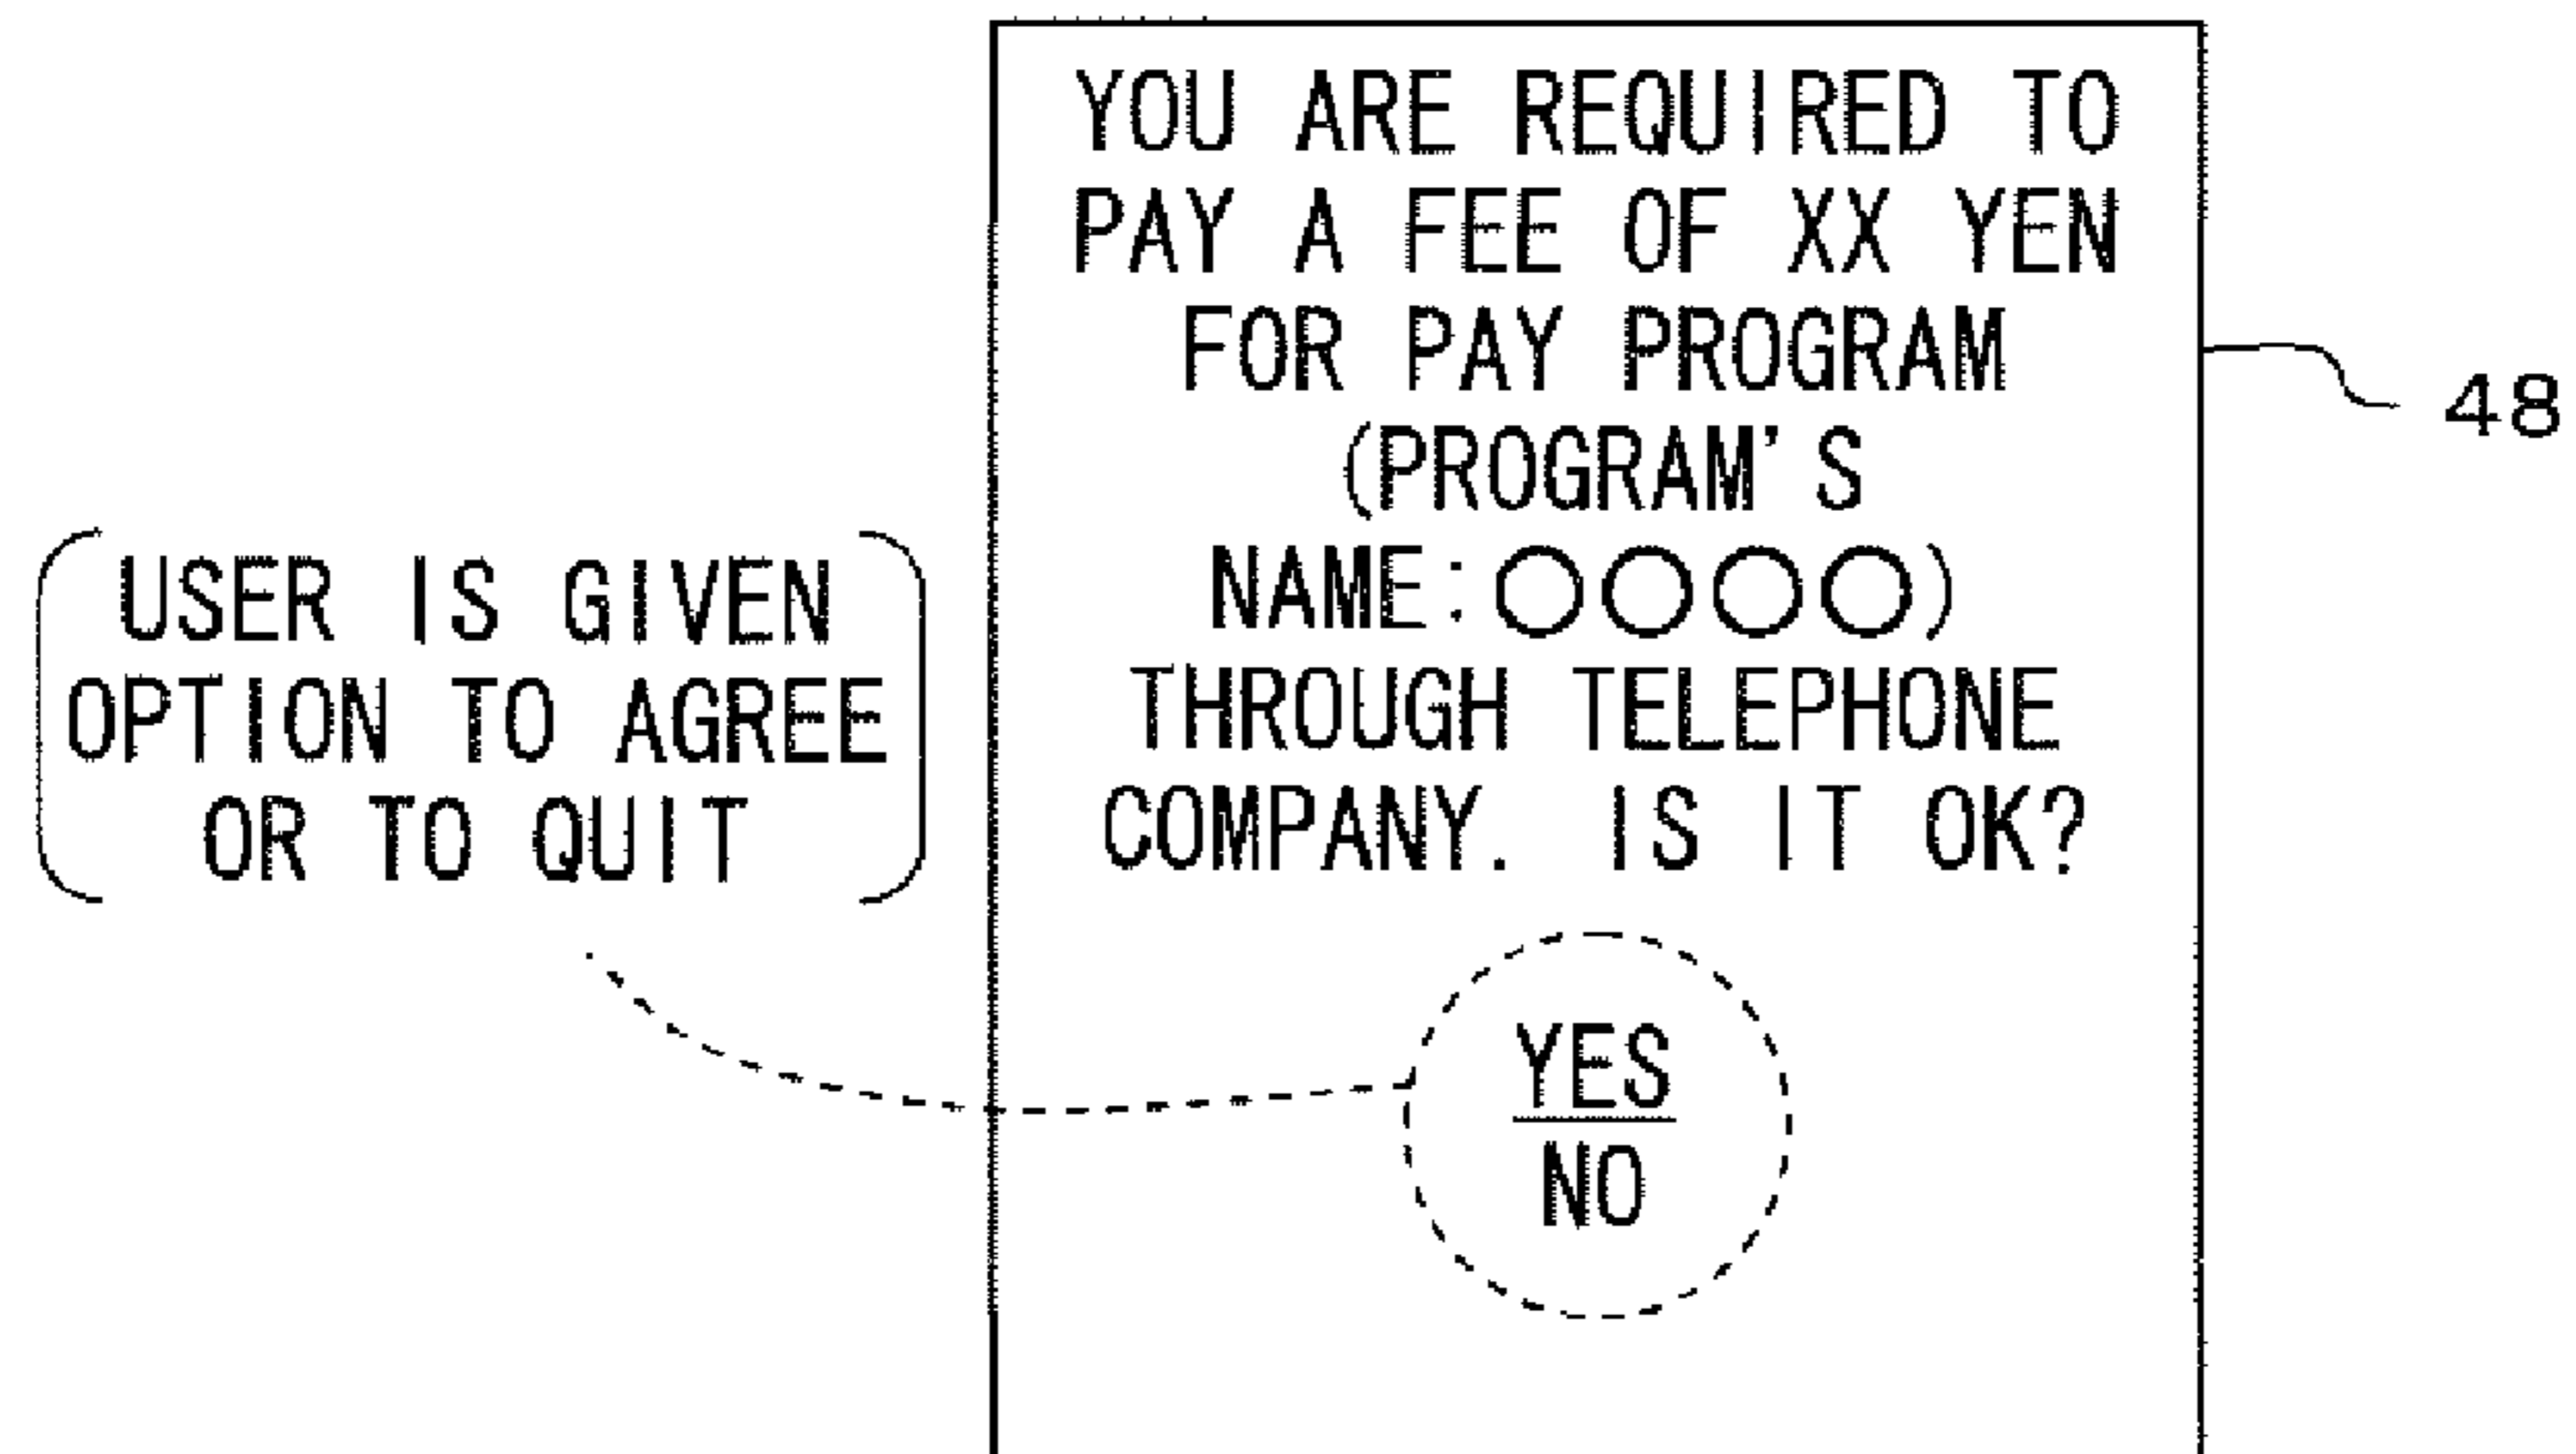 YOU ARE REQUIRED TO
PAY A FEE OF XX YEN
FOR PAY PROGRAM
(PROGRAM'S
NAME:○○○○)
THROUGH TELEPHONE
COMPANY. IS IT OK?
YES
NO
48
USER IS GIVEN
OPTION TO AGREE
OR TO QUIT